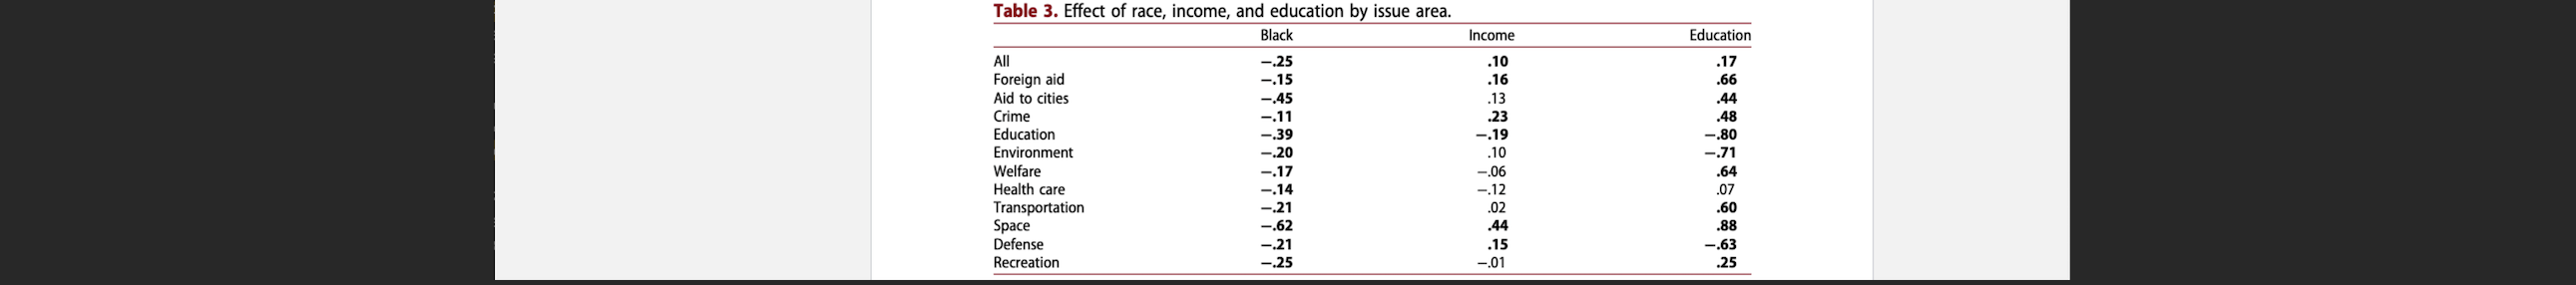 Table 3. Effect of race, income, and education by issue area.
Black Income Education
All −.25 .10 .17
Foreign aid −.15 .16 .66
Aid to cities −.45 .13 .44
Crime −.11 .23 .48
Education −.39 −.19 −.80
Environment −.20 .10 −.71
Welfare −.17 −.06 .64
Health care −.14 −.12 .07
Transportation −.21 .02 .60
Space −.62 .44 .88
Defense −.21 .15 −.63
Recreation −.25 −.01 .25